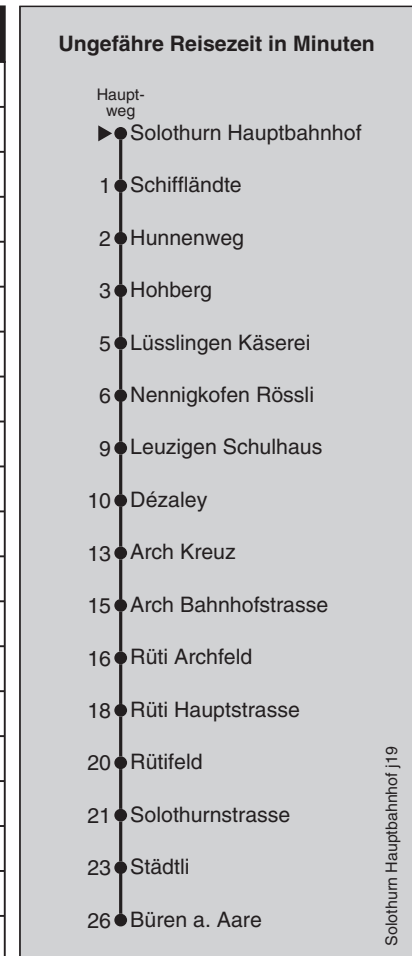 Ungefähre Reisezeit in Minuten
Haupt-
weg
Solothurn Hauptbahnhof
1 Schiffländte
2 Hunnenweg
3 Hohberg
5 Lüsslingen Käserei
6 Nennigkofen Rössli
9 Leuzigen Schulhaus
10 Dézaley
13 Arch Kreuz
15 Arch Bahnhofstrasse
16 Rüti Archfeld
18 Rüti Hauptstrasse
20 Rütifeld
21 Solothurnstrasse
23 Städtli
26 Büren a. Aare
Solothurn Hauptbahnhof j19